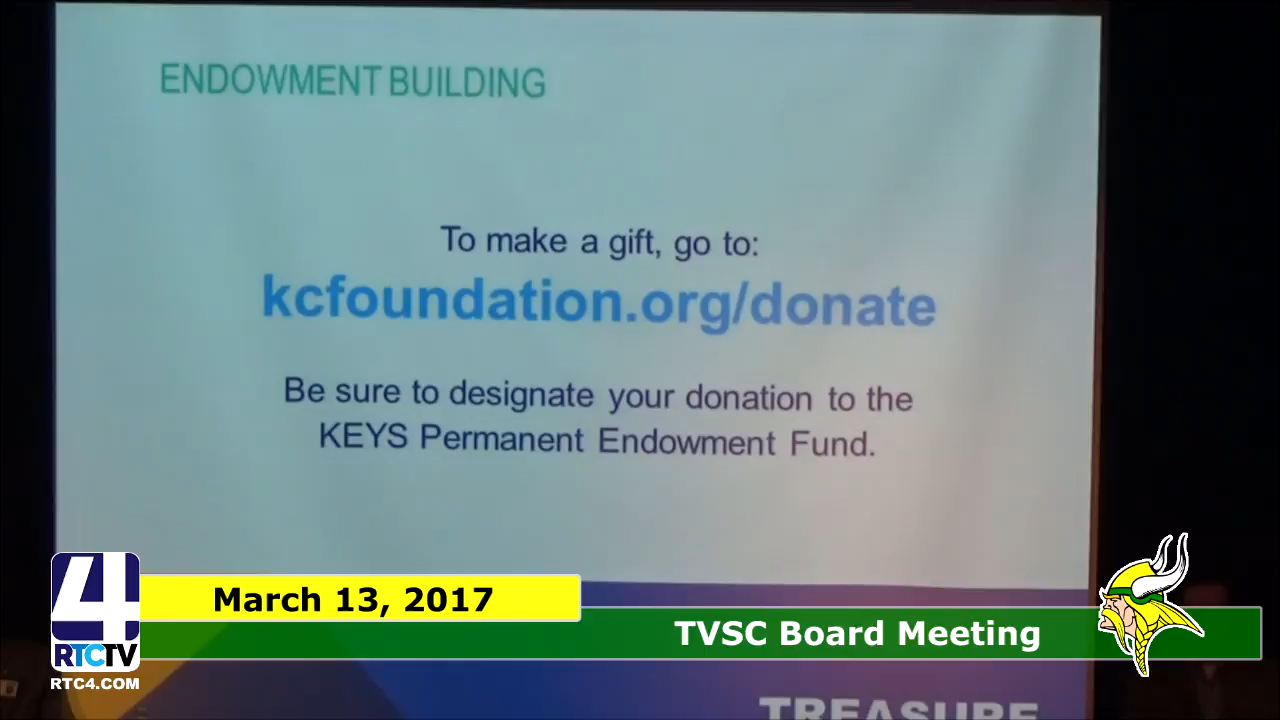 ENDOWMENT BUILDING
To make a gift, go to:
kcfoundation.org/donate
Be sure to designate your donation to the
KEYS Permanent Endowment Fund.
4
RTCTV
RTC4.COM
March 13, 2017
TVSC Board Meeting
TREASURE